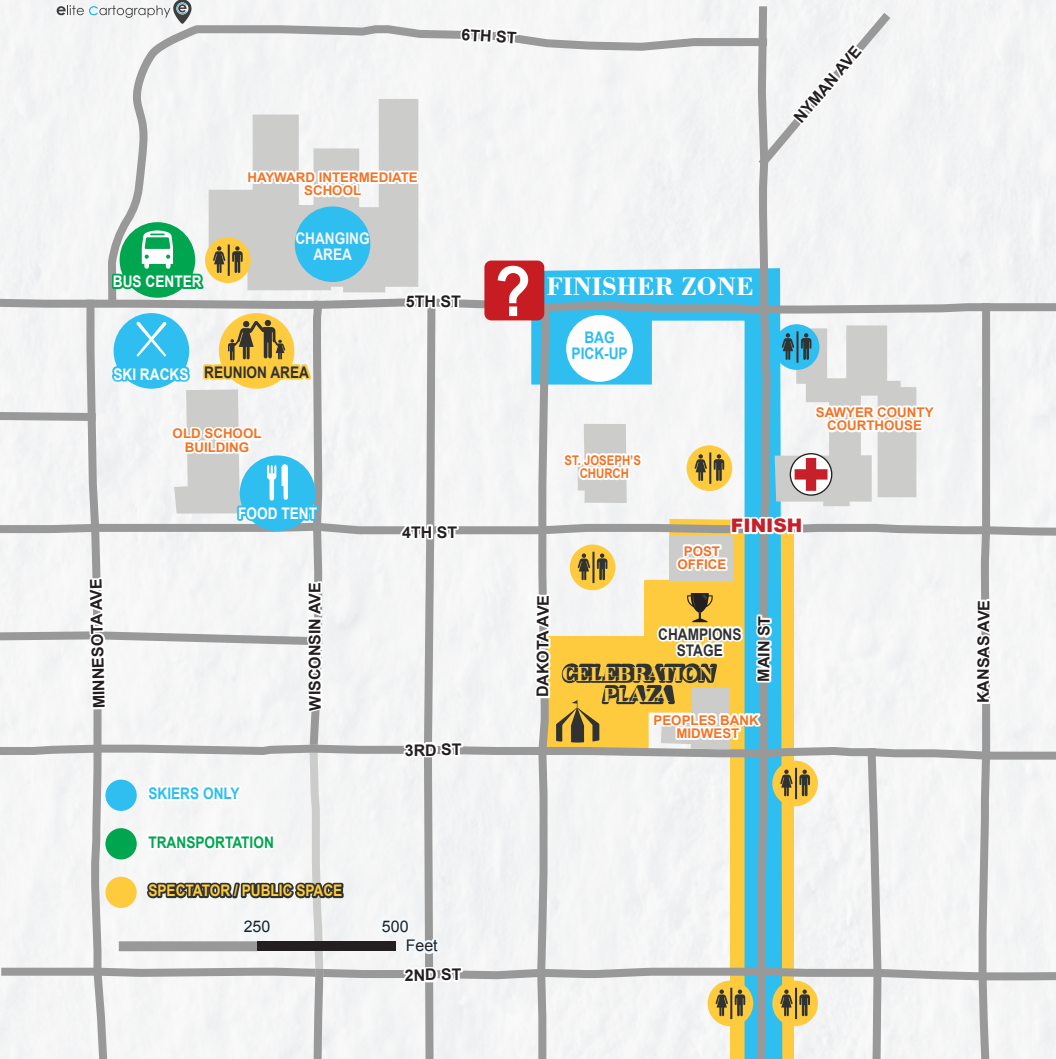 elite Cartography
6TH ST
NYMAN AVE
HAYWARD INTERMEDIATE
SCHOOL
CHANGING
AREA
BUS CENTER
5TH ST
?
FINISHER ZONE
BAG
PICK-UP
SKI RACKS
REUNION AREA
SAWYER COUNTY
COURTHOUSE
OLD SCHOOL
BUILDING
ST. JOSEPH'S
CHURCH
FOOD TENT
4TH ST
FINISH
POST
OFFICE
MINNESOTA AVE
WISCONSIN AVE
DAKOTA AVE
CHAMPIONS
STAGE
MAIN ST
KANSAS AVE
CELEBRATION
PLAZA
PEOPLES BANK
MIDWEST
3RD ST
SKIERS ONLY
TRANSPORTATION
SPECTATOR / PUBLIC SPACE
250 500
Feet
2ND ST